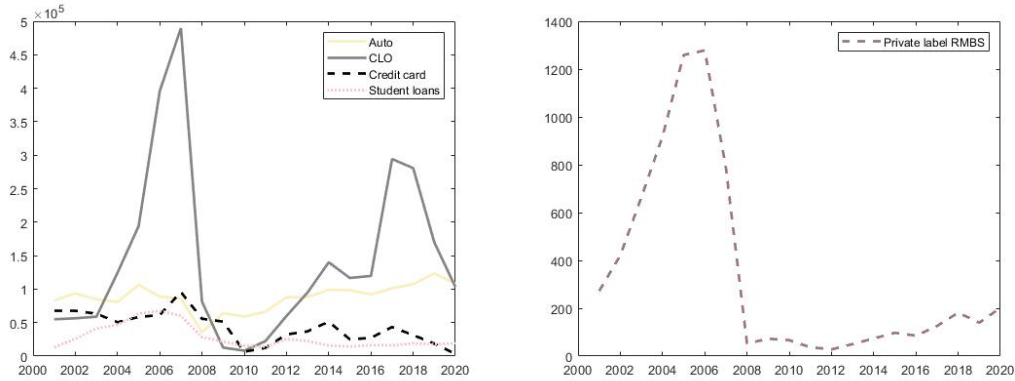 5 × 10⁵
4.5
4
3.5
3
2.5
2
1.5
1
0.5
0
2000 2002 2004 2006 2008 2010 2012 2014 2016 2018 2020
Auto
CLO
Credit card
Student loans
1400
1200
1000
800
600
400
200
0
2000 2002 2004 2006 2008 2010 2012 2014 2016 2018 2020
Private label RMBS